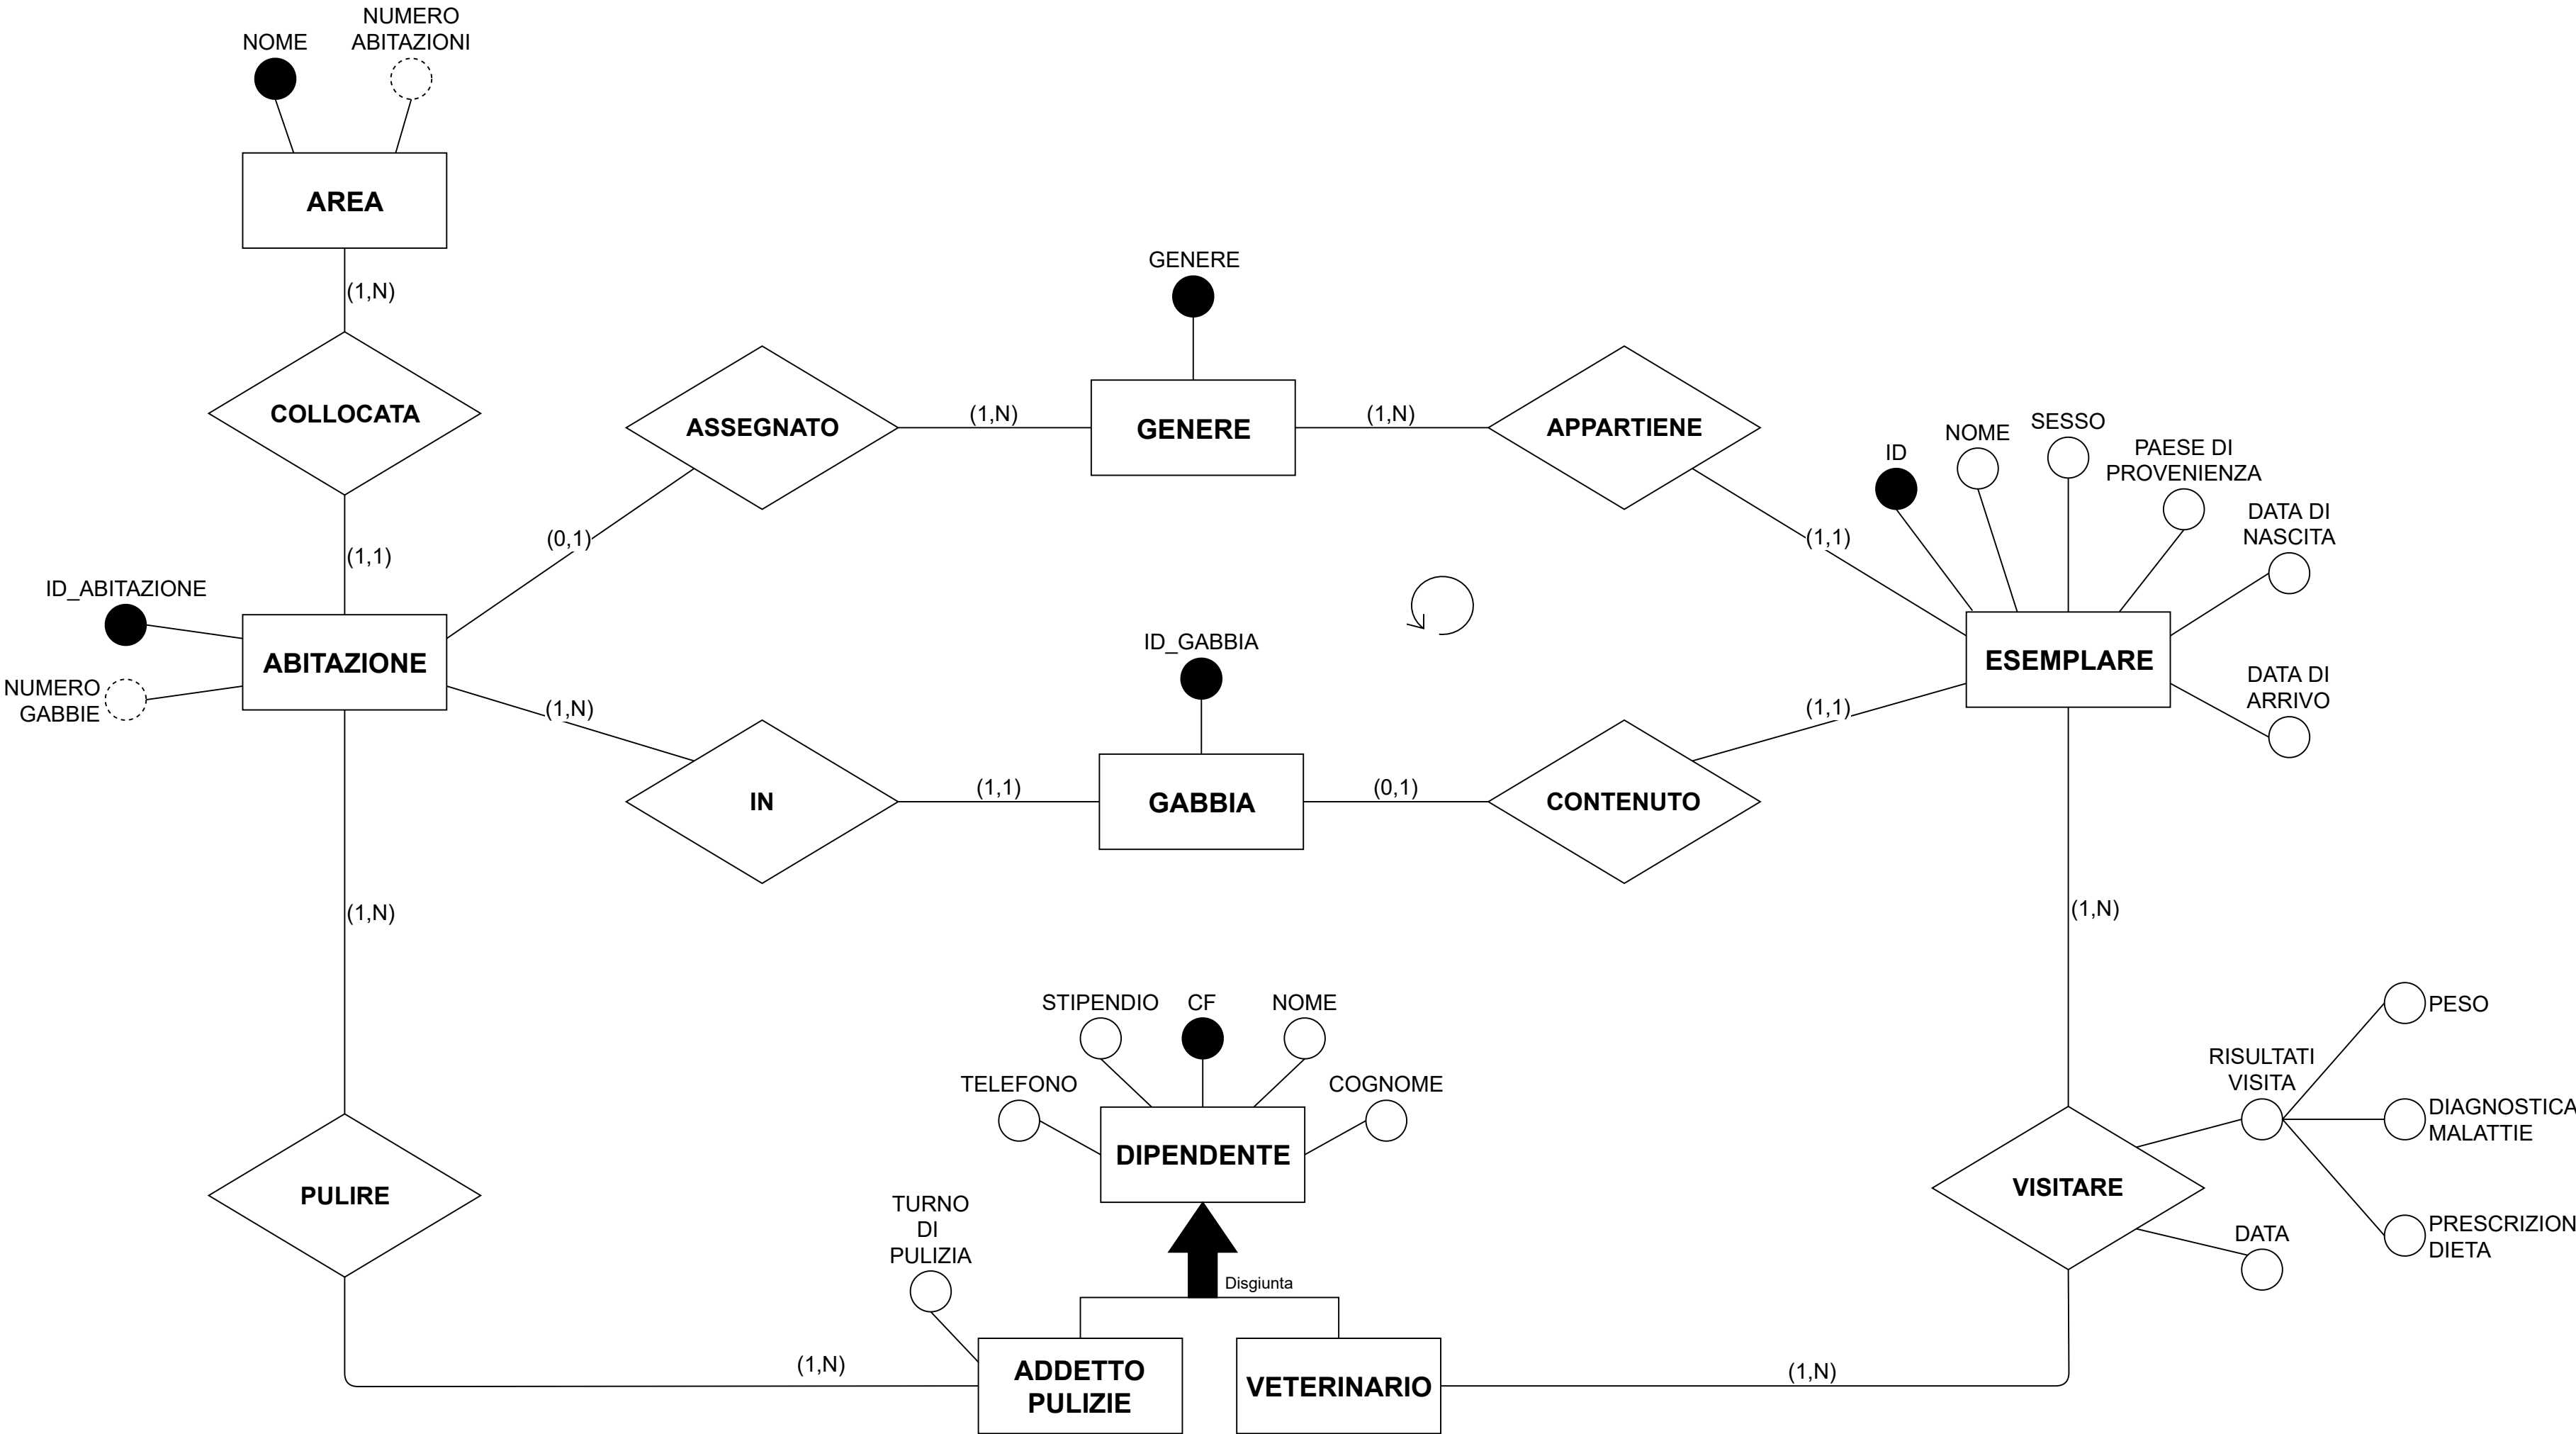 NOME
NUMERO
ABITAZIONI
AREA
(1,N)
COLLOCATA
(1,1)
ID_ABITAZIONE
NUMERO
GABBIE
ABITAZIONE
(0,1)
ASSEGNATO
(1,N)
GENERE
GENERE
(1,N)
APPARTIENE
(1,1)
ID
NOME
SESSO
PAESE DI
PROVENIENZA
DATA DI
NASCITA
ESEMPLARE
DATA DI
ARRIVO
(1,N)
IN
(1,1)
ID_GABBIA
GABBIA
(0,1)
CONTENUTO
(1,1)
(1,N)
PULIRE
(1,N)
TELEFONO
STIPENDIO
CF
NOME
COGNOME
DIPENDENTE
Disgiunta
TURNO
DI
PULIZIA
ADDETTO
PULIZIE
VETERINARIO
(1,N)
(1,N)
VISITARE
RISULTATI
VISITA
PESO
DIAGNOSTICA
MALATTIE
PRESCRIZION
DIETA
DATA